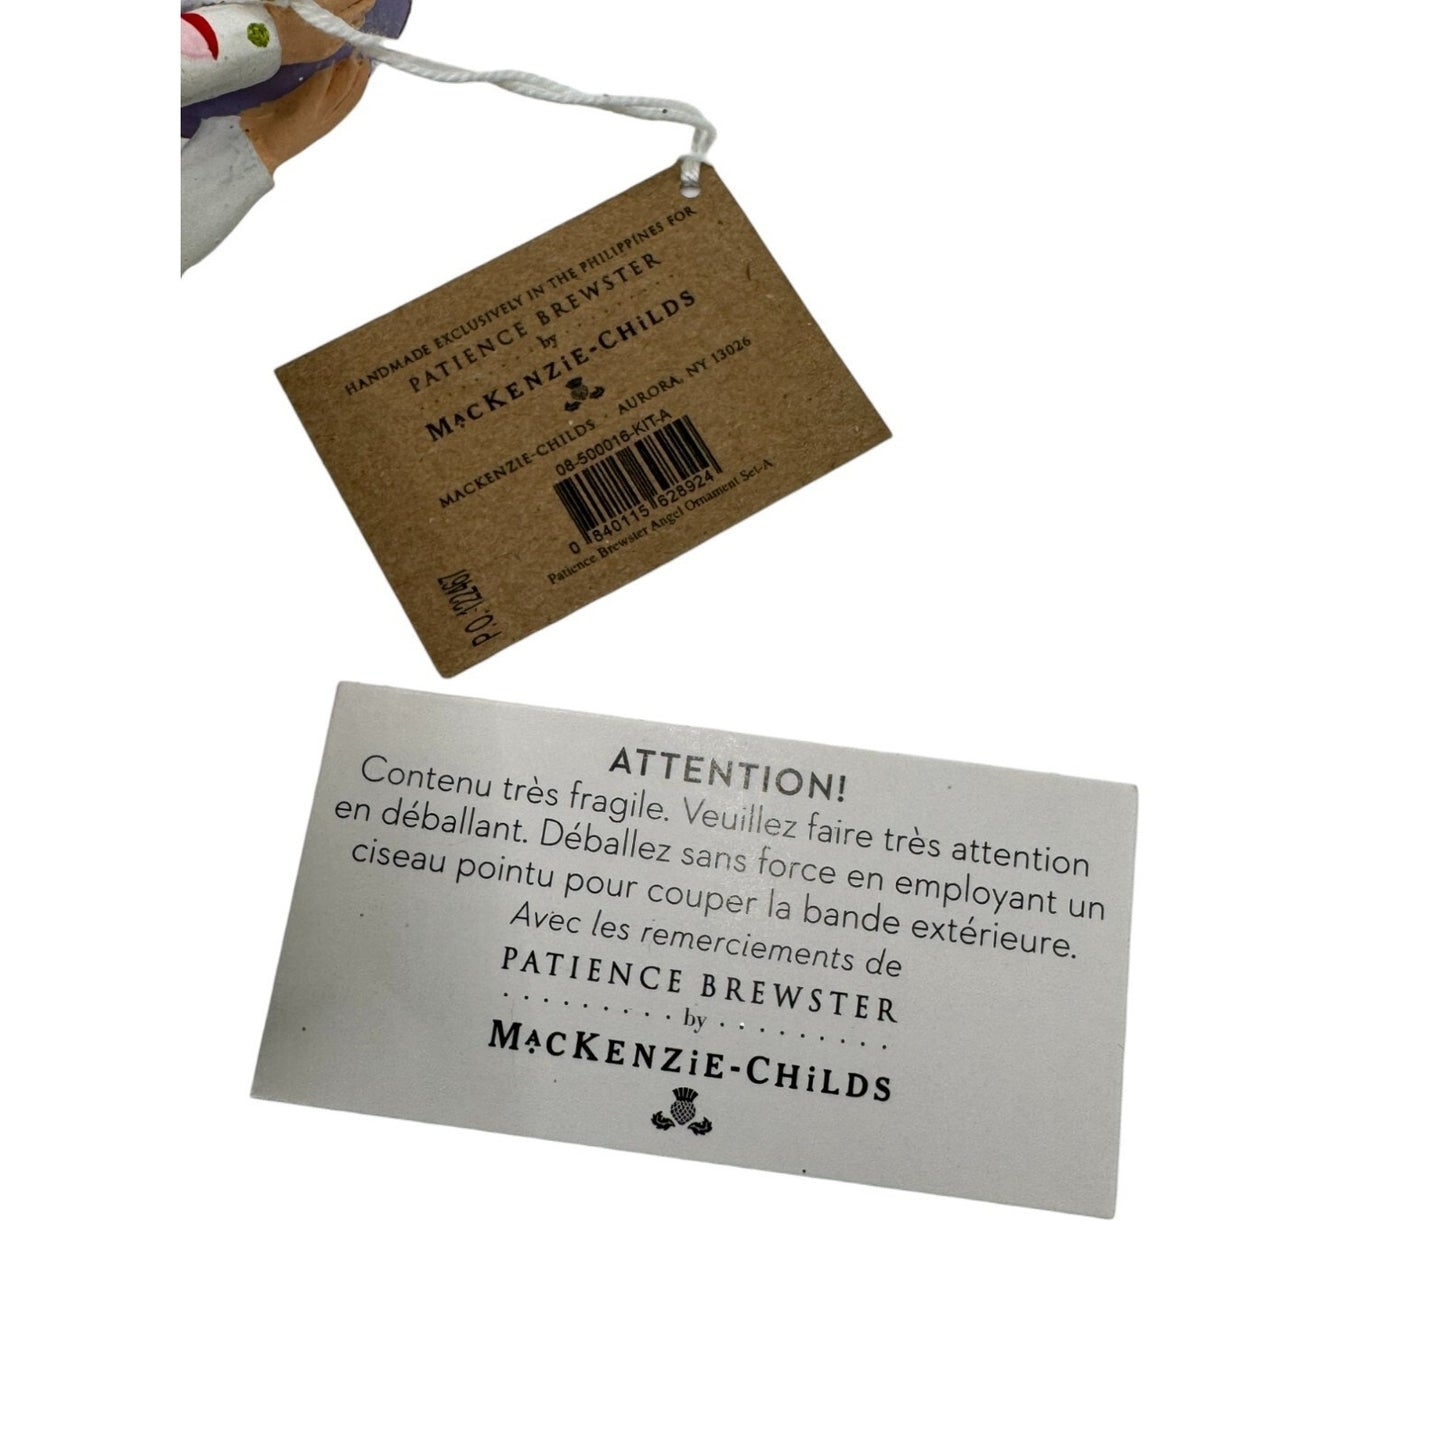 HANDMADE EXCLUSIVELY IN THE PHILIPPINES FOR
PATIENCE BREWSTER
by
MACKENZiE-CHiLDS
MACKENZIE-CHILDS · AURORA, NY 13026
08-500016-KIT-A
0 840115 628924
Patience Brewster Angel Ornament Set-A
P.O. 122467
ATTENTION!
Contenu très fragile. Veuillez faire très attention
en déballant. Déballez sans force en employant un
ciseau pointu pour couper la bande extérieure.
Avec les remerciements de
PATIENCE BREWSTER
by
MACKENZiE-CHiLDS